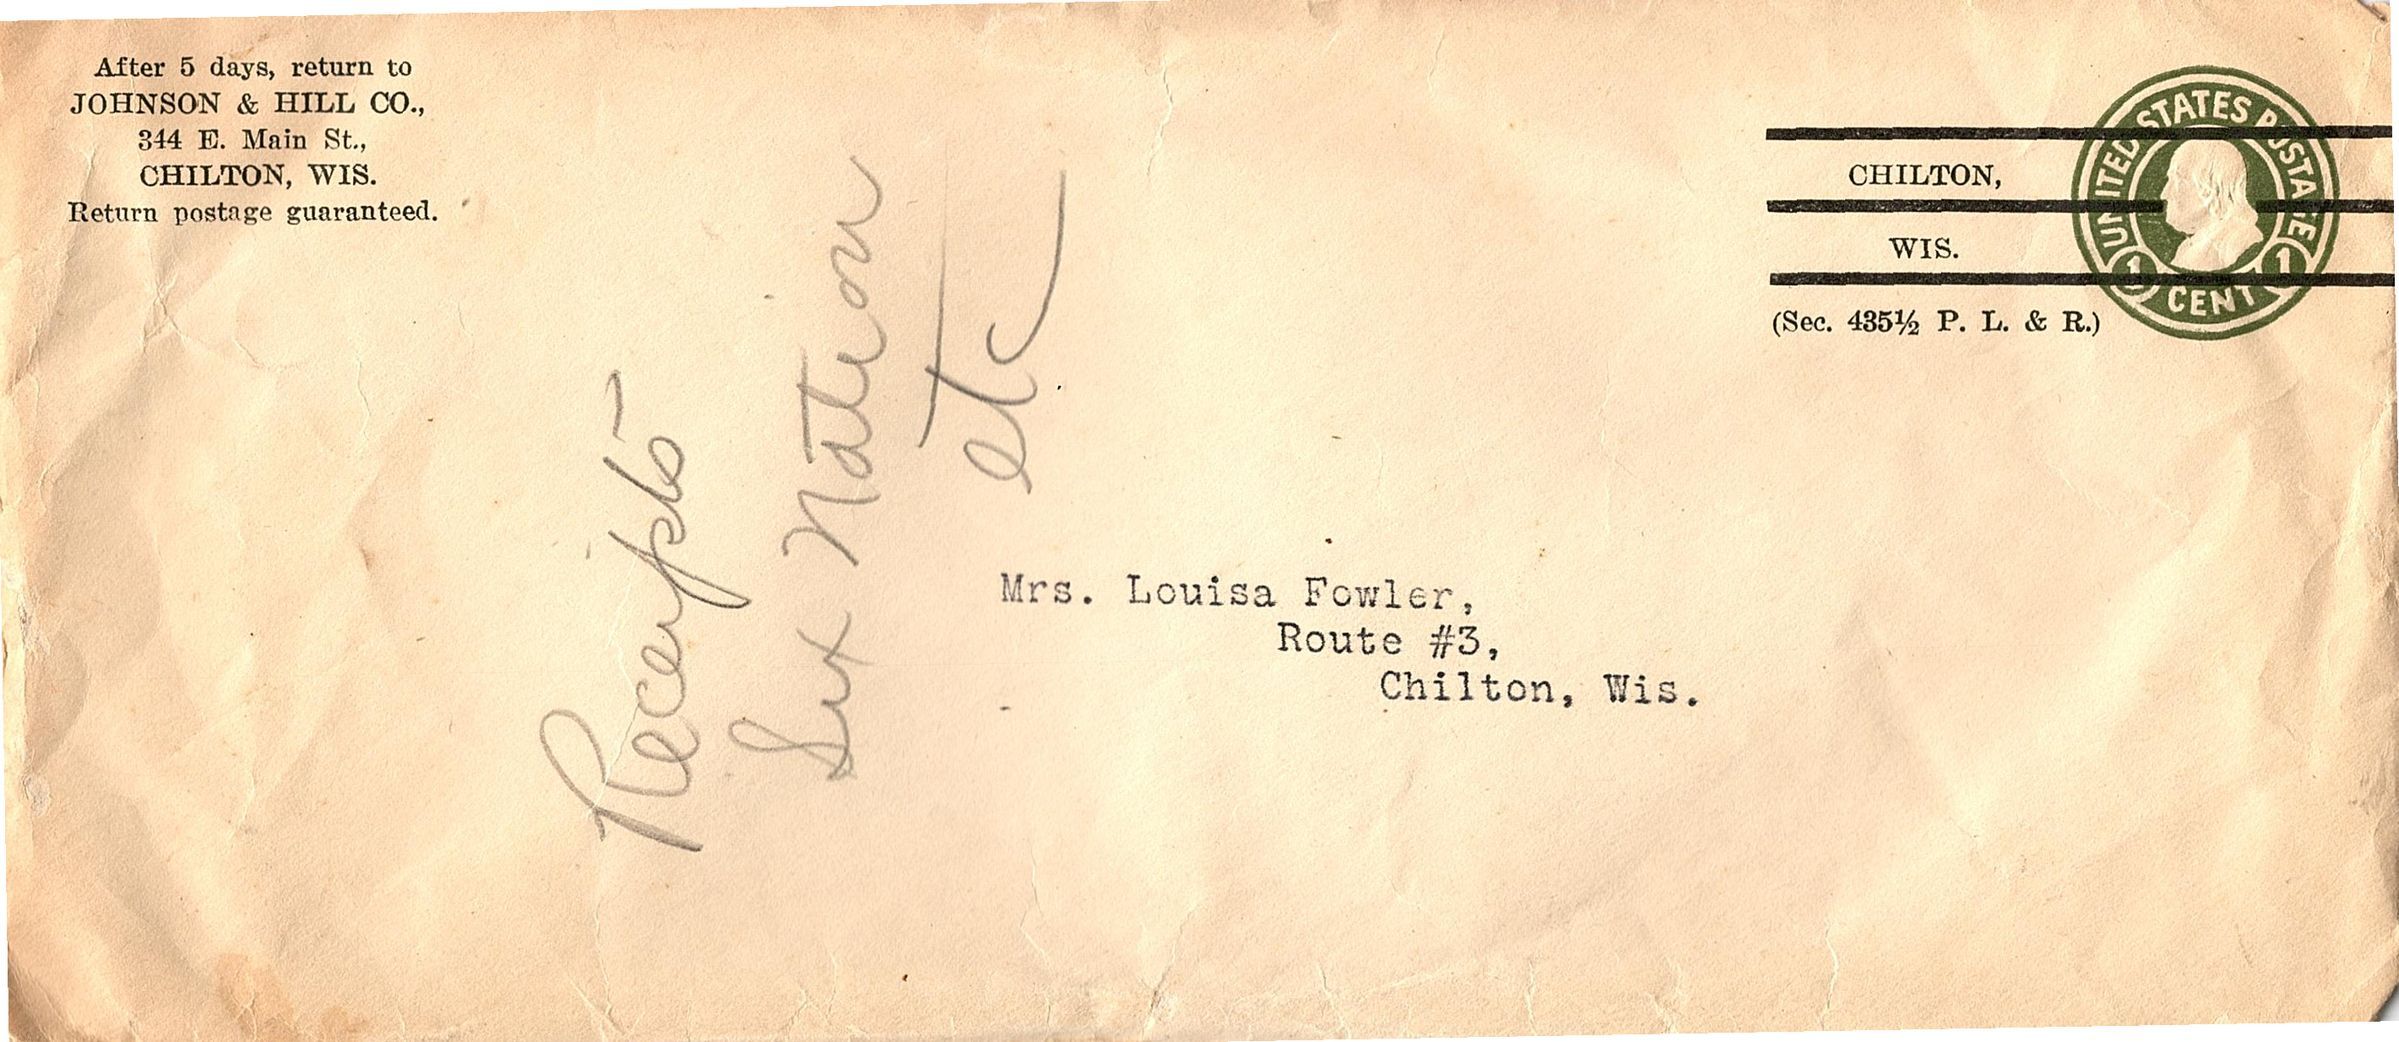 After 5 days, return to
JOHNSON & HILL CO.,
344 E. Main St.,
CHILTON, WIS.
Return postage guaranteed.
CHILTON,
WIS.
(Sec. 435½ P. L. & R.)
UNITED STATES POSTAGE
1 CENT 1
Receipts
Six Nation
etc
Mrs. Louisa Fowler,
Route #3,
Chilton, Wis.